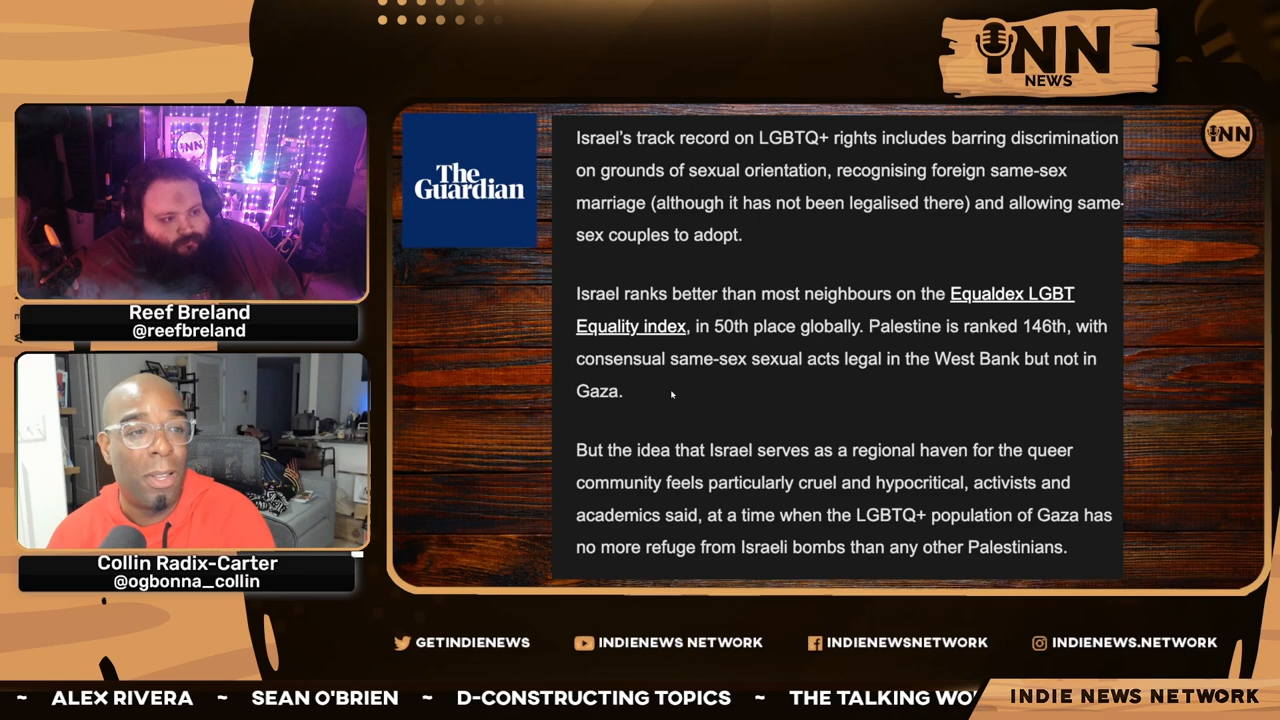 INN
NEWS
INN
The
Guardian
Israel's track record on LGBTQ+ rights includes barring discrimination
on grounds of sexual orientation, recognising foreign same-sex
marriage (although it has not been legalised there) and allowing same-
sex couples to adopt.
Israel ranks better than most neighbours on the Equaldex LGBT
Equality index, in 50th place globally. Palestine is ranked 146th, with
consensual same-sex sexual acts legal in the West Bank but not in
Gaza.
But the idea that Israel serves as a regional haven for the queer
community feels particularly cruel and hypocritical, activists and
academics said, at a time when the LGBTQ+ population of Gaza has
no more refuge from Israeli bombs than any other Palestinians.
INN
Reef Breland
@reefbreland
Collin Radix-Carter
@ogbonna_collin
GETINDIENEWS
INDIENEWS NETWORK
INDIENEWSNETWORK
INDIENEWS.NETWORK
~ ALEX RIVERA ~ SEAN O'BRIEN ~ D-CONSTRUCTING TOPICS ~ THE TALKING
INDIE NEWS NETWORK